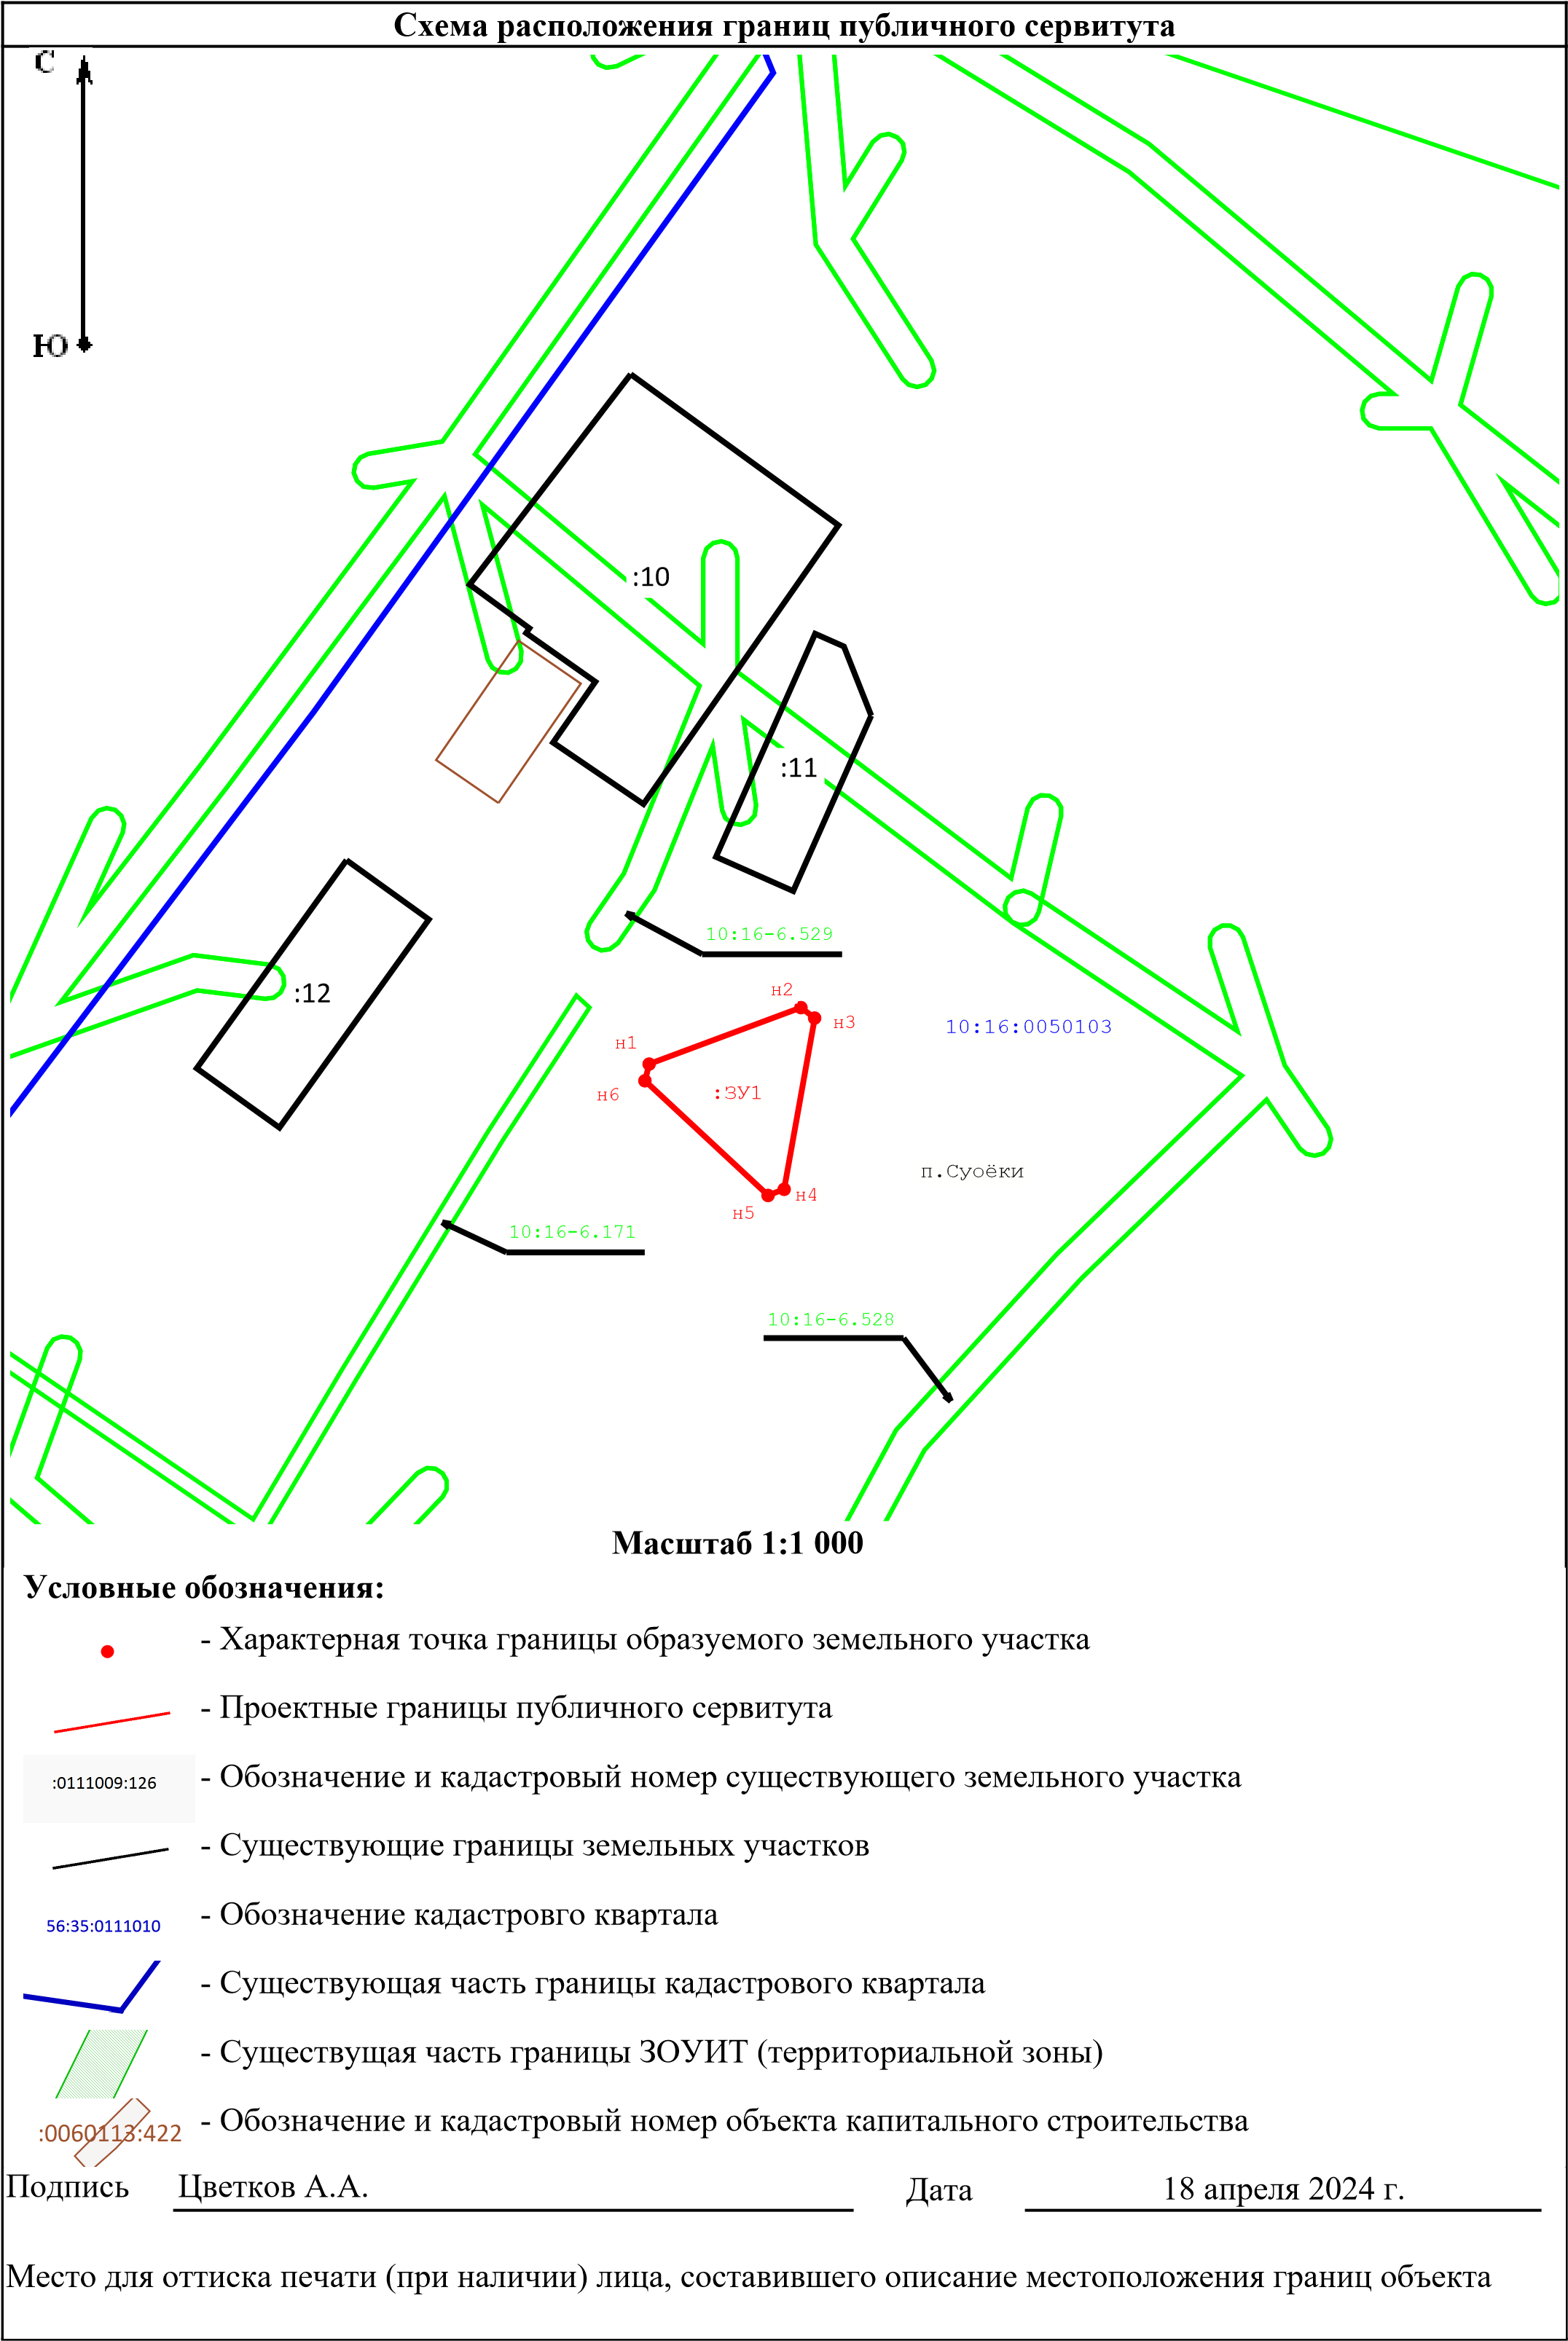 Схема расположения границ публичного сервитута
С
Ю
:10
:11
10:16-6.529
:12
н2
н3
10:16:0050103
н1
:ЗУ1
н6
п.Суоёки
н4
н5
10:16-6.171
10:16-6.528
Масштаб 1:1 000
Условные обозначения:
- Характерная точка границы образуемого земельного участка
- Проектные границы публичного сервитута
:0111009:126 - Обозначение и кадастровый номер существующего земельного участка
- Существующие границы земельных участков
56:35:0111010 - Обозначение кадастровго квартала
- Существующая часть границы кадастрового квартала
- Существущая часть границы ЗОУИТ (территориальной зоны)
:0060113:422 - Обозначение и кадастровый номер объекта капитального строительства
Подпись Цветков А.А. Дата 18 апреля 2024 г.
Место для оттиска печати (при наличии) лица, составившего описание местоположения границ объекта